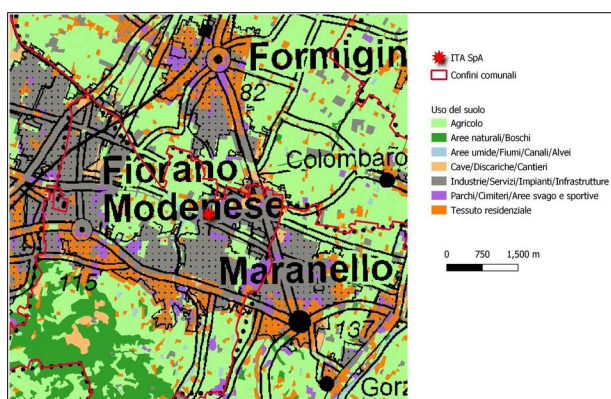 Formigin
82
Colombaro
Fiorano
Modenese
Maranello
115
137
Gorz
ITA SpA
Confini comunali
Uso del suolo
Agricolo
Aree naturali/Boschi
Aree umide/Fiumi/Canali/Alvei
Cave/Discariche/Cantieri
Industrie/Servizi/Impianti/Infrastrutture
Parchi/Cimiteri/Aree svago e sportive
Tessuto residenziale
0 750 1,500 m